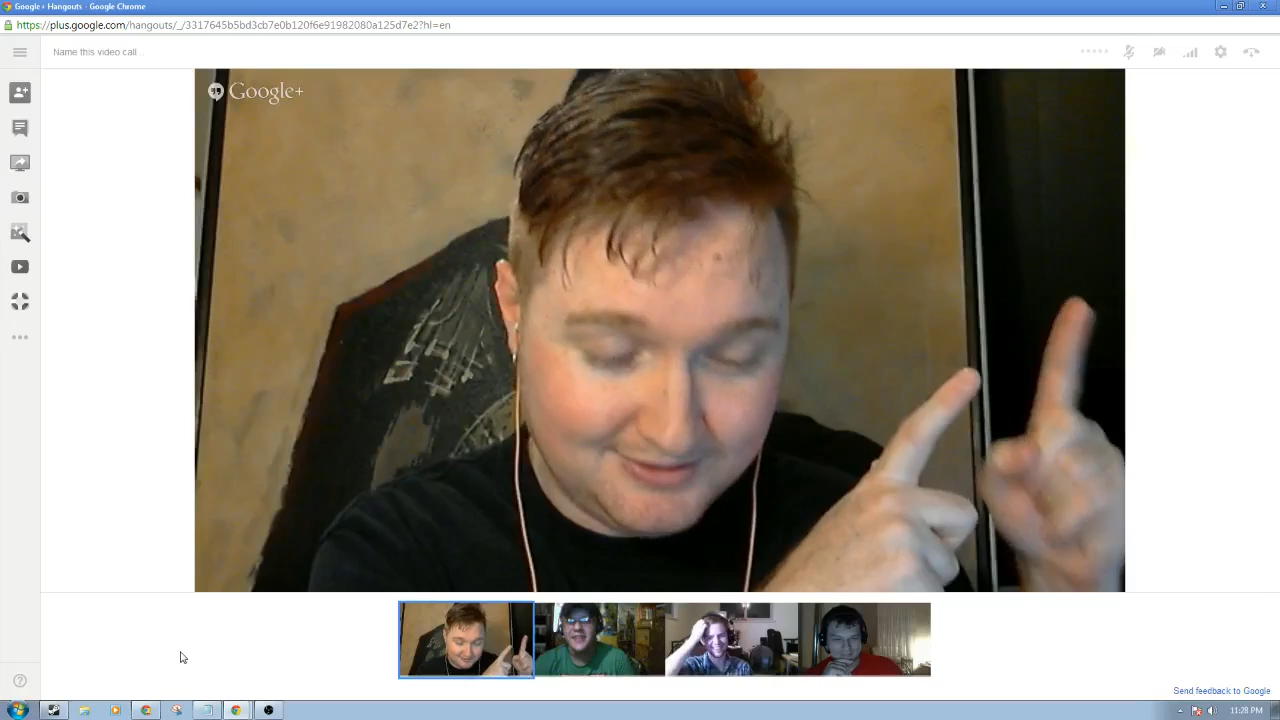 Google+ Hangouts - Google Chrome
https://plus.google.com/hangouts/_/3317645b5bd3cb7e0b120f6e91982080a125d7e2?hl=en
Name this video call...
Google+
Send feedback to Google
11:28 PM